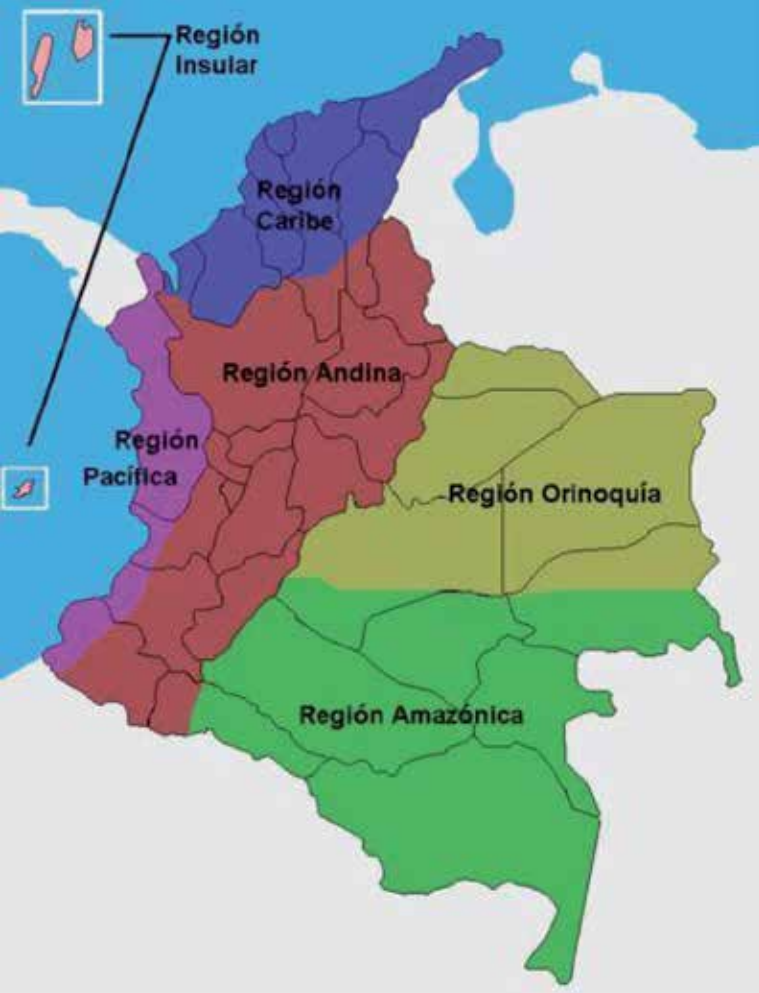 Región
Insular
Región
Caribe
Región Andina
Región
Pacífica
Región Orinoquía
Región Amazónica